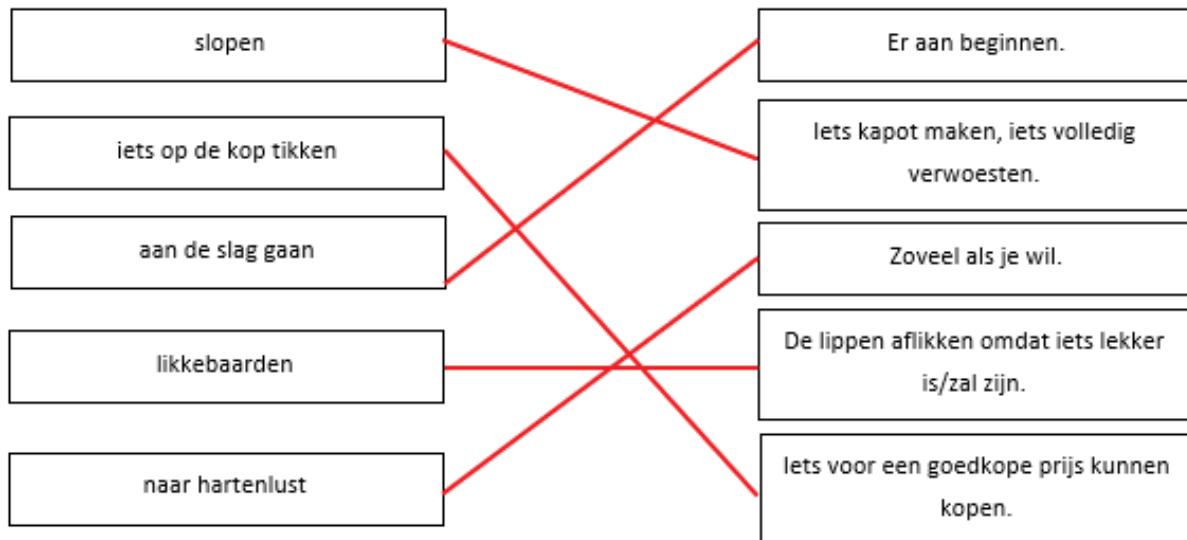 slopen
iets op de kop tikken
aan de slag gaan
likkebaarden
naar hartenlust
Er aan beginnen.
Iets kapot maken, iets volledig
verwoesten.
Zoveel als je wil.
De lippen aflikken omdat iets lekker
is/zal zijn.
Iets voor een goedkope prijs kunnen
kopen.